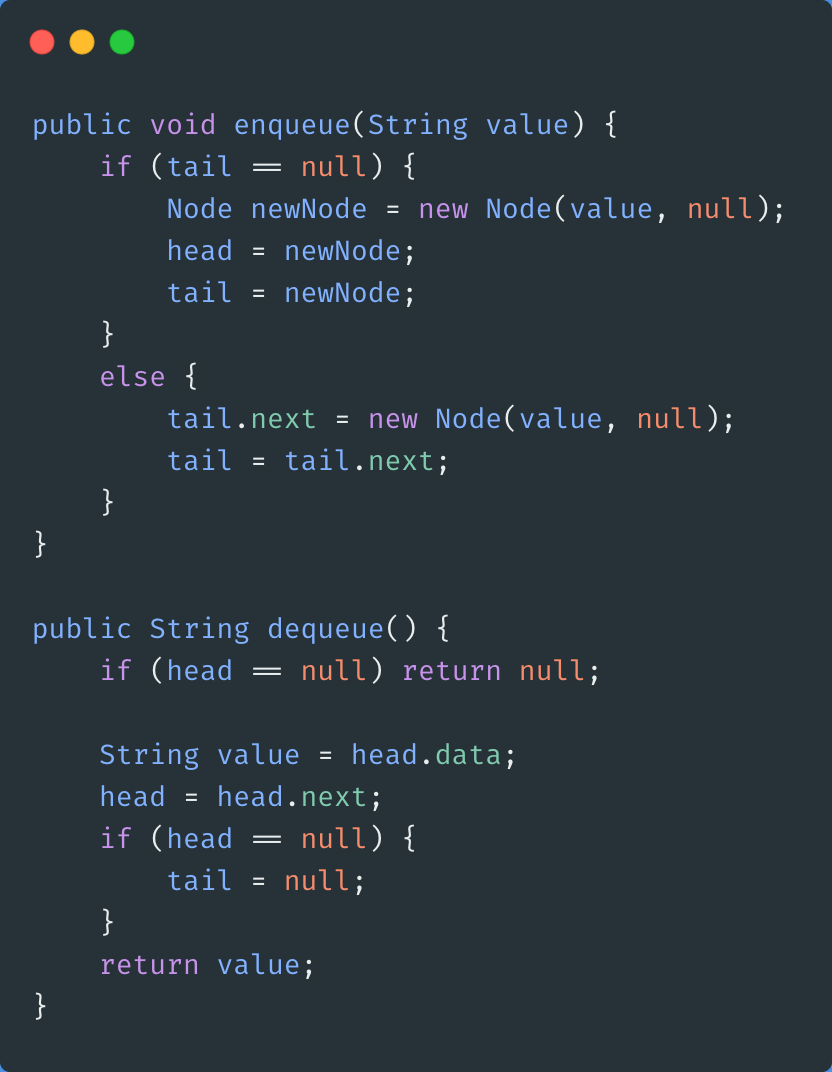 public void enqueue(String value) {
    if (tail == null) {
        Node newNode = new Node(value, null);
        head = newNode;
        tail = newNode;
    }
    else {
        tail.next = new Node(value, null);
        tail = tail.next;
    }
}

public String dequeue() {
    if (head == null) return null;

    String value = head.data;
    head = head.next;
    if (head == null) {
        tail = null;
    }
    return value;
}